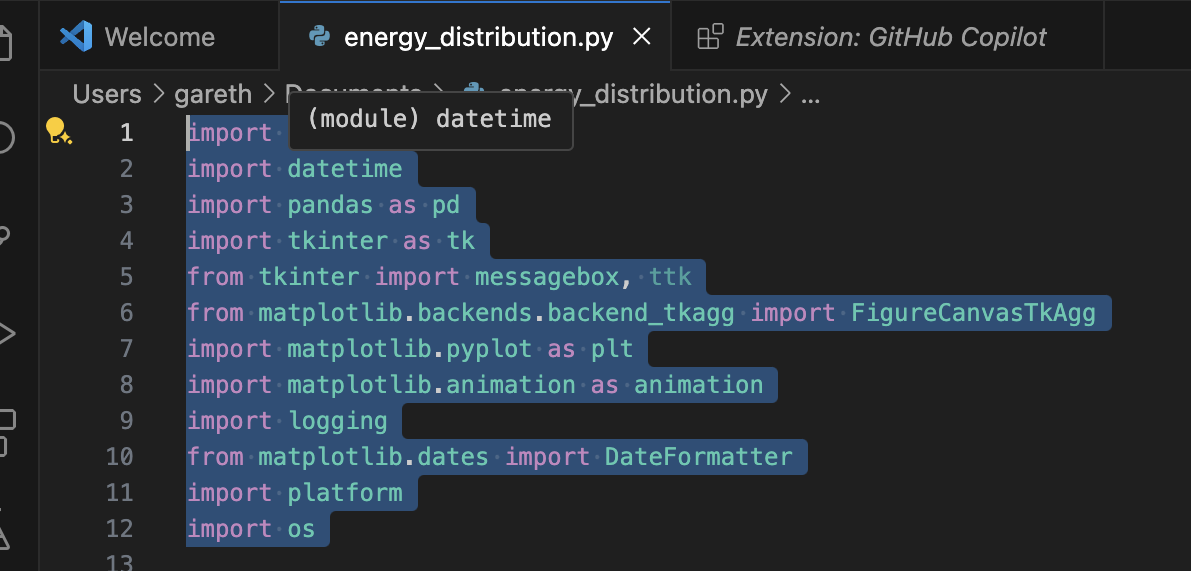 Welcome energy_distribution.py Extension: GitHub Copilot
Users > gareth > Documents > energy_distribution.py > ...
(module) datetime
1 import
2 import datetime
3 import pandas as pd
4 import tkinter as tk
5 from tkinter import messagebox, ttk
6 from matplotlib.backends.backend_tkagg import FigureCanvasTkAgg
7 import matplotlib.pyplot as plt
8 import matplotlib.animation as animation
9 import logging
10 from matplotlib.dates import DateFormatter
11 import platform
12 import os
13